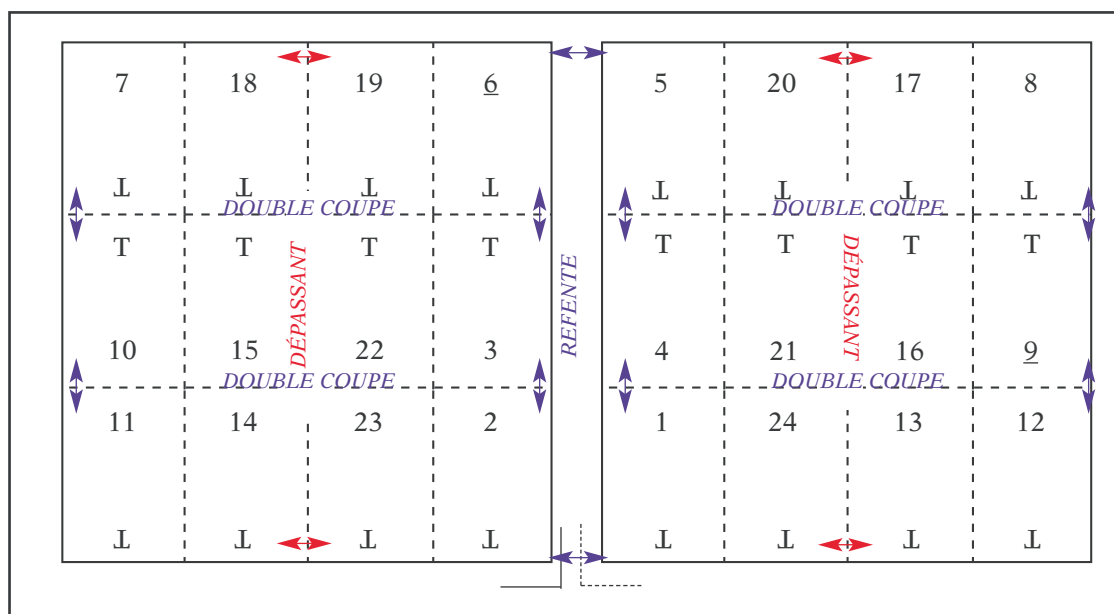 7 18 19 6 5 20 17 8
T T T T T T T T
DOUBLE COUPE DOUBLE COUPE
T T T T T T T T
DÉPASSANT REFENTE DÉPASSANT
10 15 22 3 4 21 16 9
DOUBLE COUPE DOUBLE COUPE
11 14 23 2 1 24 13 12
T T T T T T T T